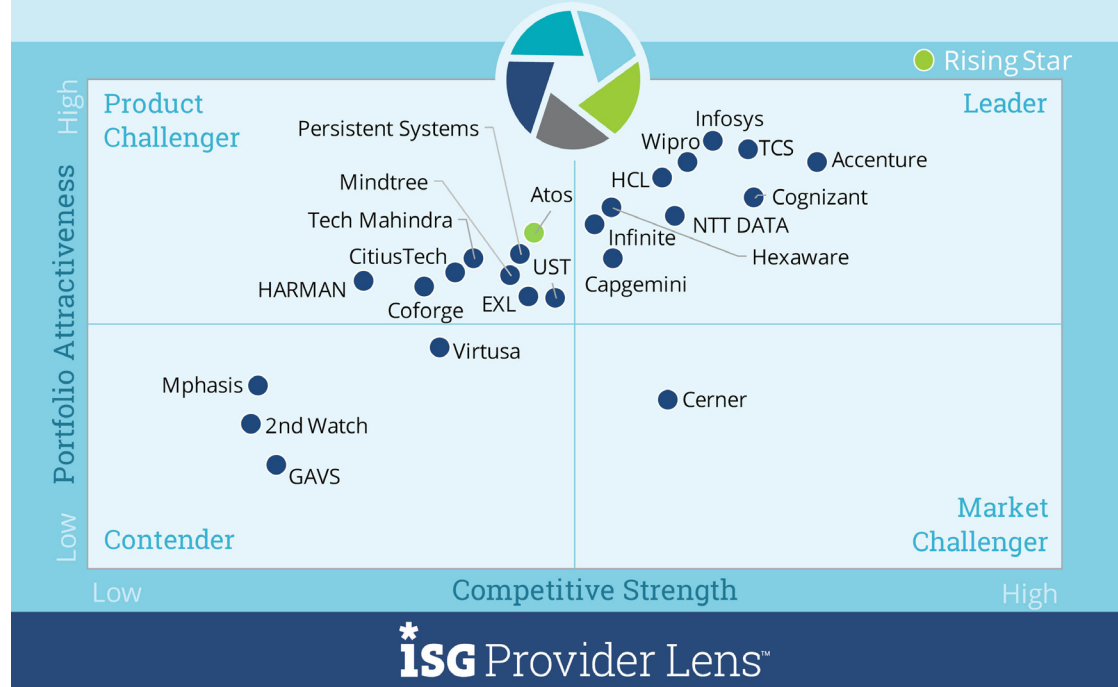 Rising Star
High
Product
Challenger
Leader
Persistent Systems
Infosys
Wipro
TCS
Accenture
Mindtree
HCL
Atos
Cognizant
Tech Mahindra
NTT DATA
Infinite
CitiusTech
Hexaware
UST
HARMAN
Capgemini
Coforge
EXL
Virtusa
Mphasis
Cerner
2nd Watch
GAVS
Portfolio Attractiveness
Low
Contender
Market
Challenger
Low
Competitive Strength
High
*ISG Provider Lens™